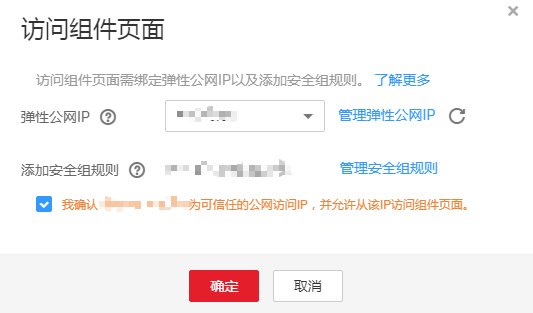 访问组件页面
访问组件页面需绑定弹性公网IP以及添加安全组规则。 了解更多
弹性公网IP 管理弹性公网IP
添加安全组规则 管理安全组规则
我确认 为可信任的公网访问IP，并允许从该IP访问组件页面。
确定 取消